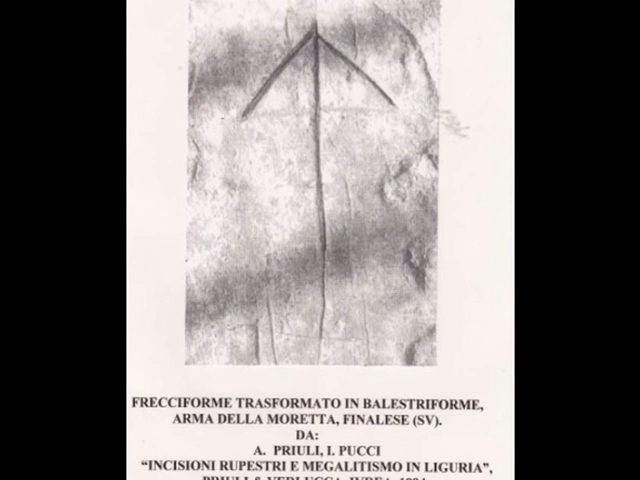 FRECCIFORME TRASFORMATO IN BALESTRIFORME,
ARMA DELLA MORETTA, FINALESE (SV).
DA:
A. PRIULI, I. PUCCI
“INCISIONI RUPESTRI E MEGALITISMO IN LIGURIA”,
PRIULI & VERLUCCA, IVREA, 1994